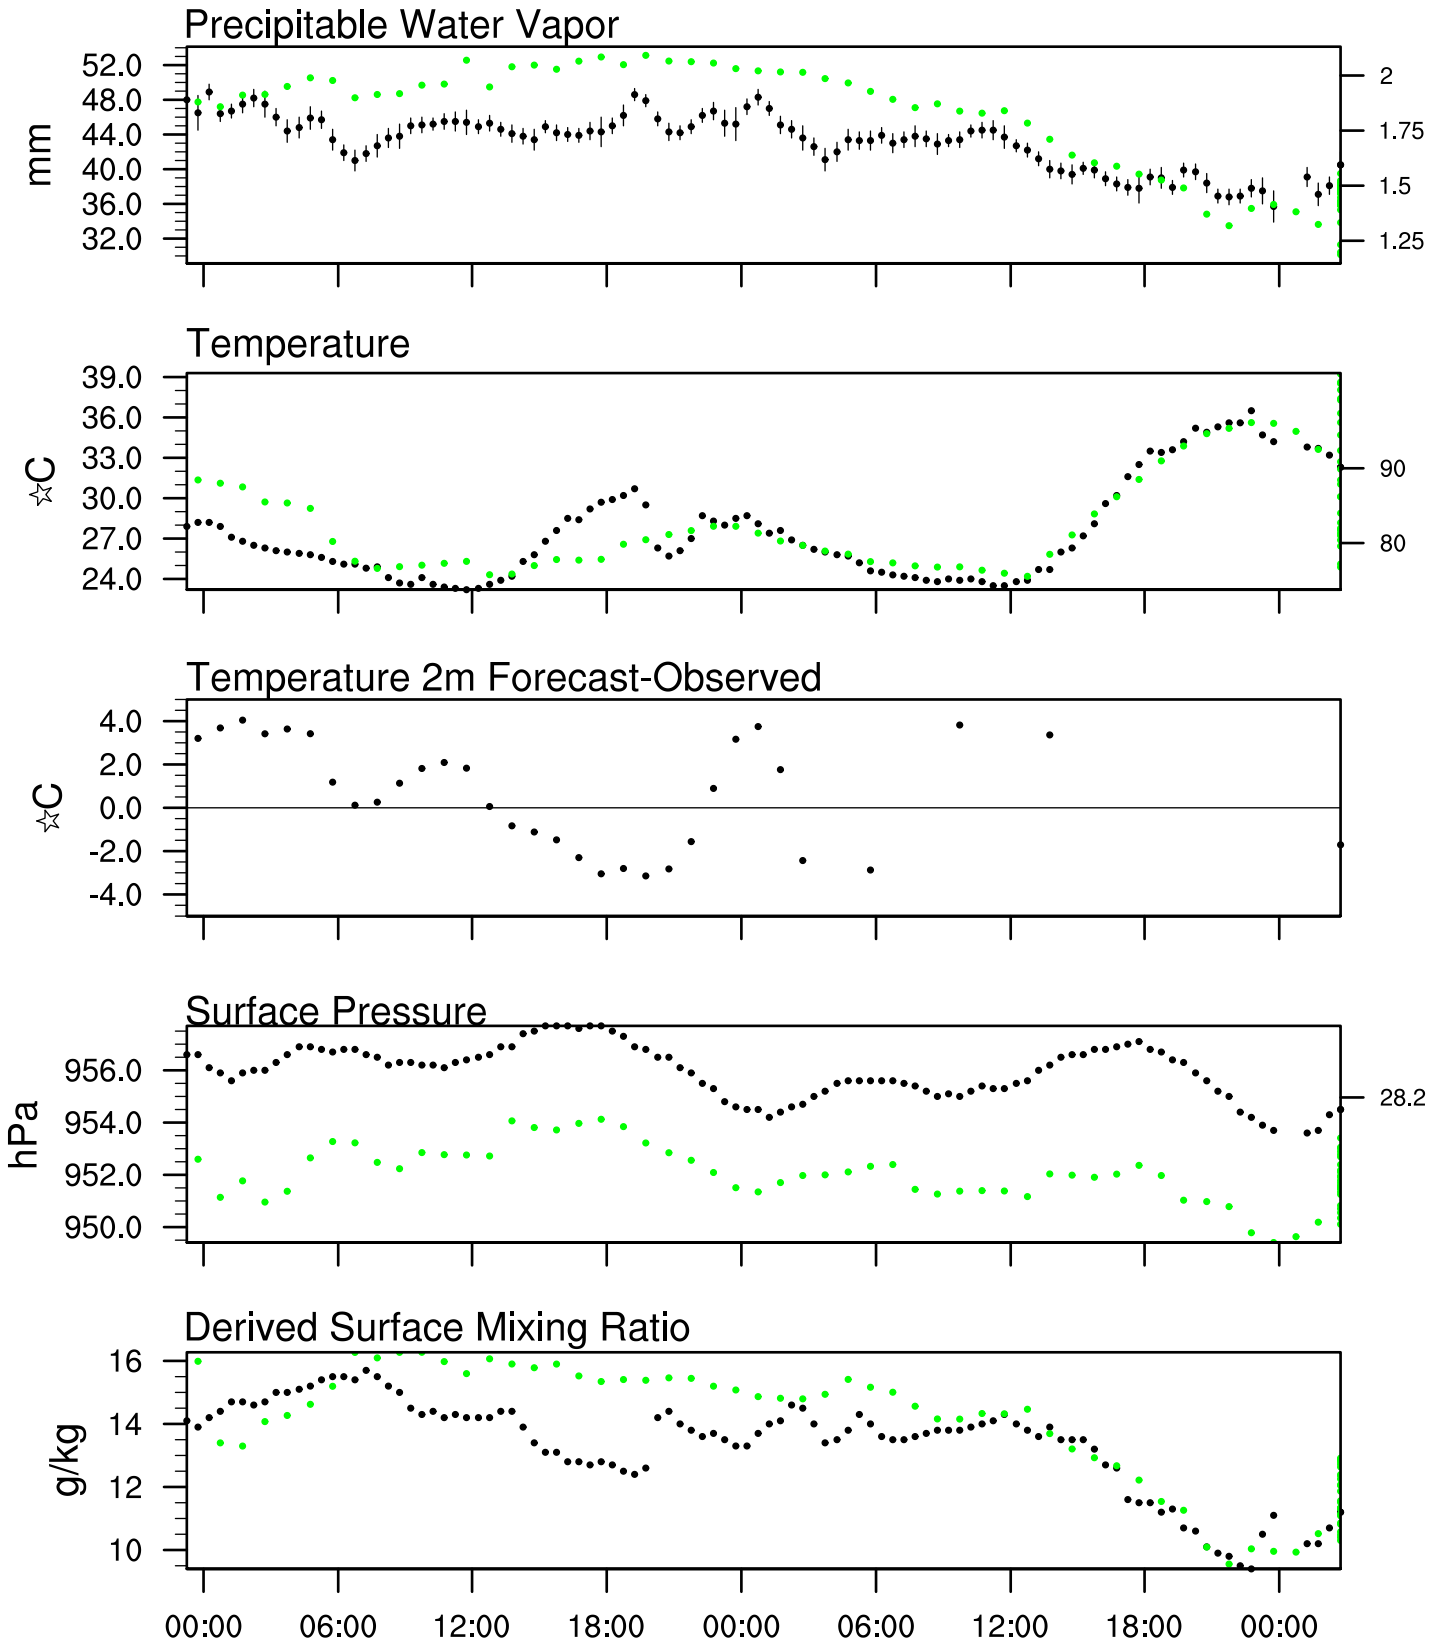 Precipitable Water Vapor
52.0
48.0
44.0
40.0
36.0
32.0
mm
2
1.75
1.5
1.25
Temperature
39.0
36.0
33.0
30.0
27.0
24.0
☆C
90
80
Temperature 2m Forecast-Observed
4.0
2.0
0.0
-2.0
-4.0
☆C
Surface Pressure
956.0
954.0
952.0
950.0
hPa
28.2
Derived Surface Mixing Ratio
16
14
12
10
g/kg
00:00 06:00 12:00 18:00 00:00 06:00 12:00 18:00 00:00